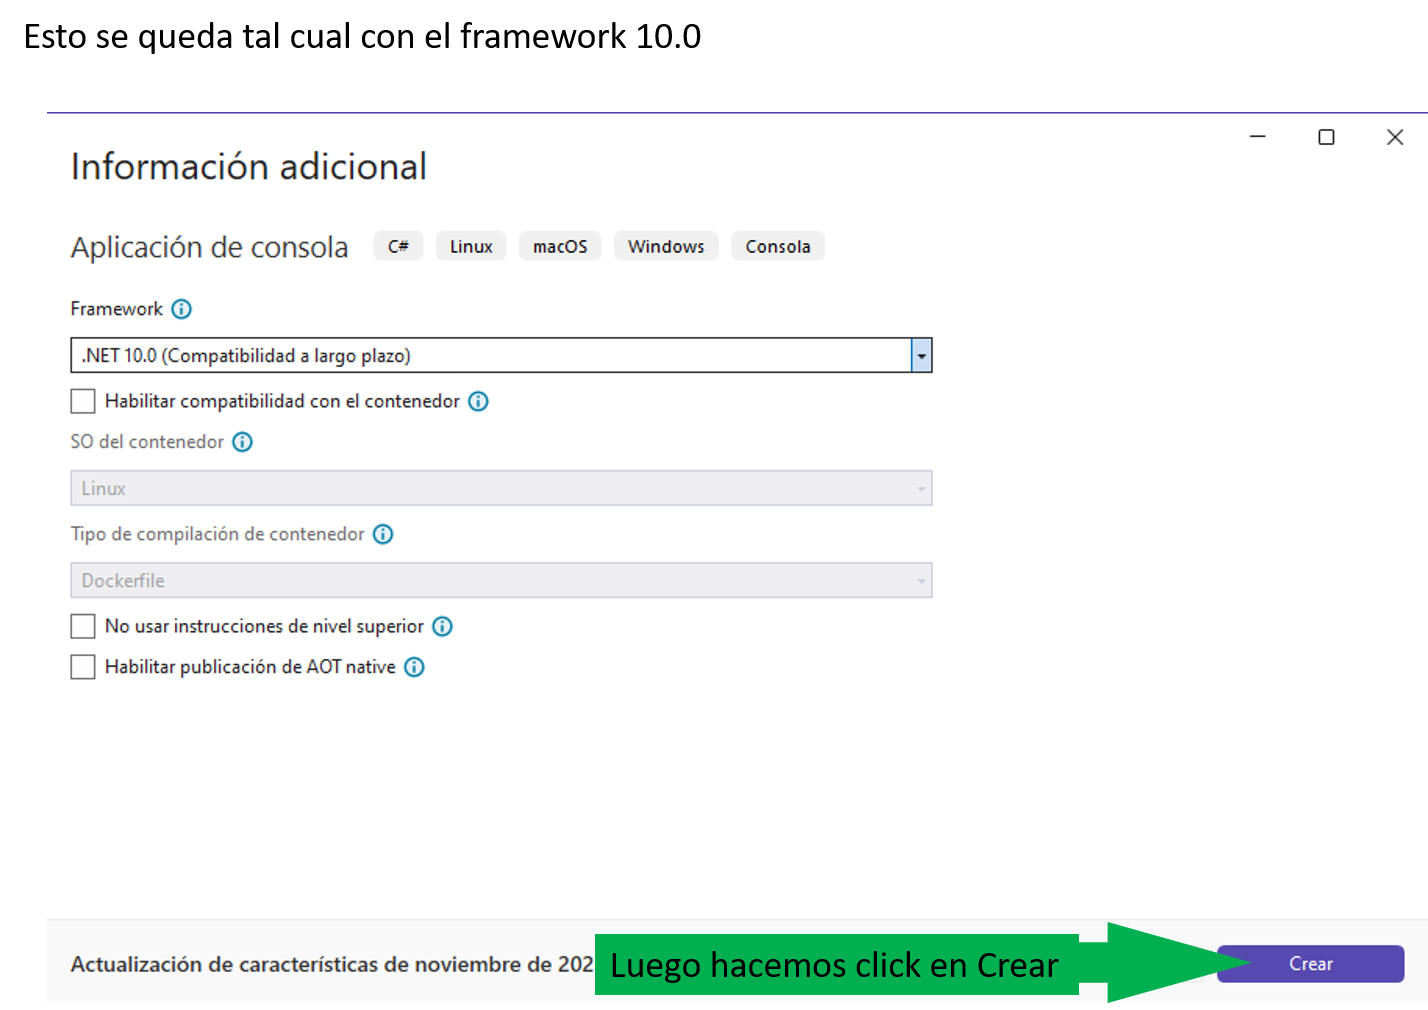 Esto se queda tal cual con el framework 10.0
Información adicional
Aplicación de consola C# Linux macOS Windows Consola
Framework
.NET 10.0 (Compatibilidad a largo plazo)
Habilitar compatibilidad con el contenedor
SO del contenedor
Linux
Tipo de compilación de contenedor
Dockerfile
No usar instrucciones de nivel superior
Habilitar publicación de AOT native
Actualización de características de noviembre de 202
Luego hacemos click en Crear
Crear